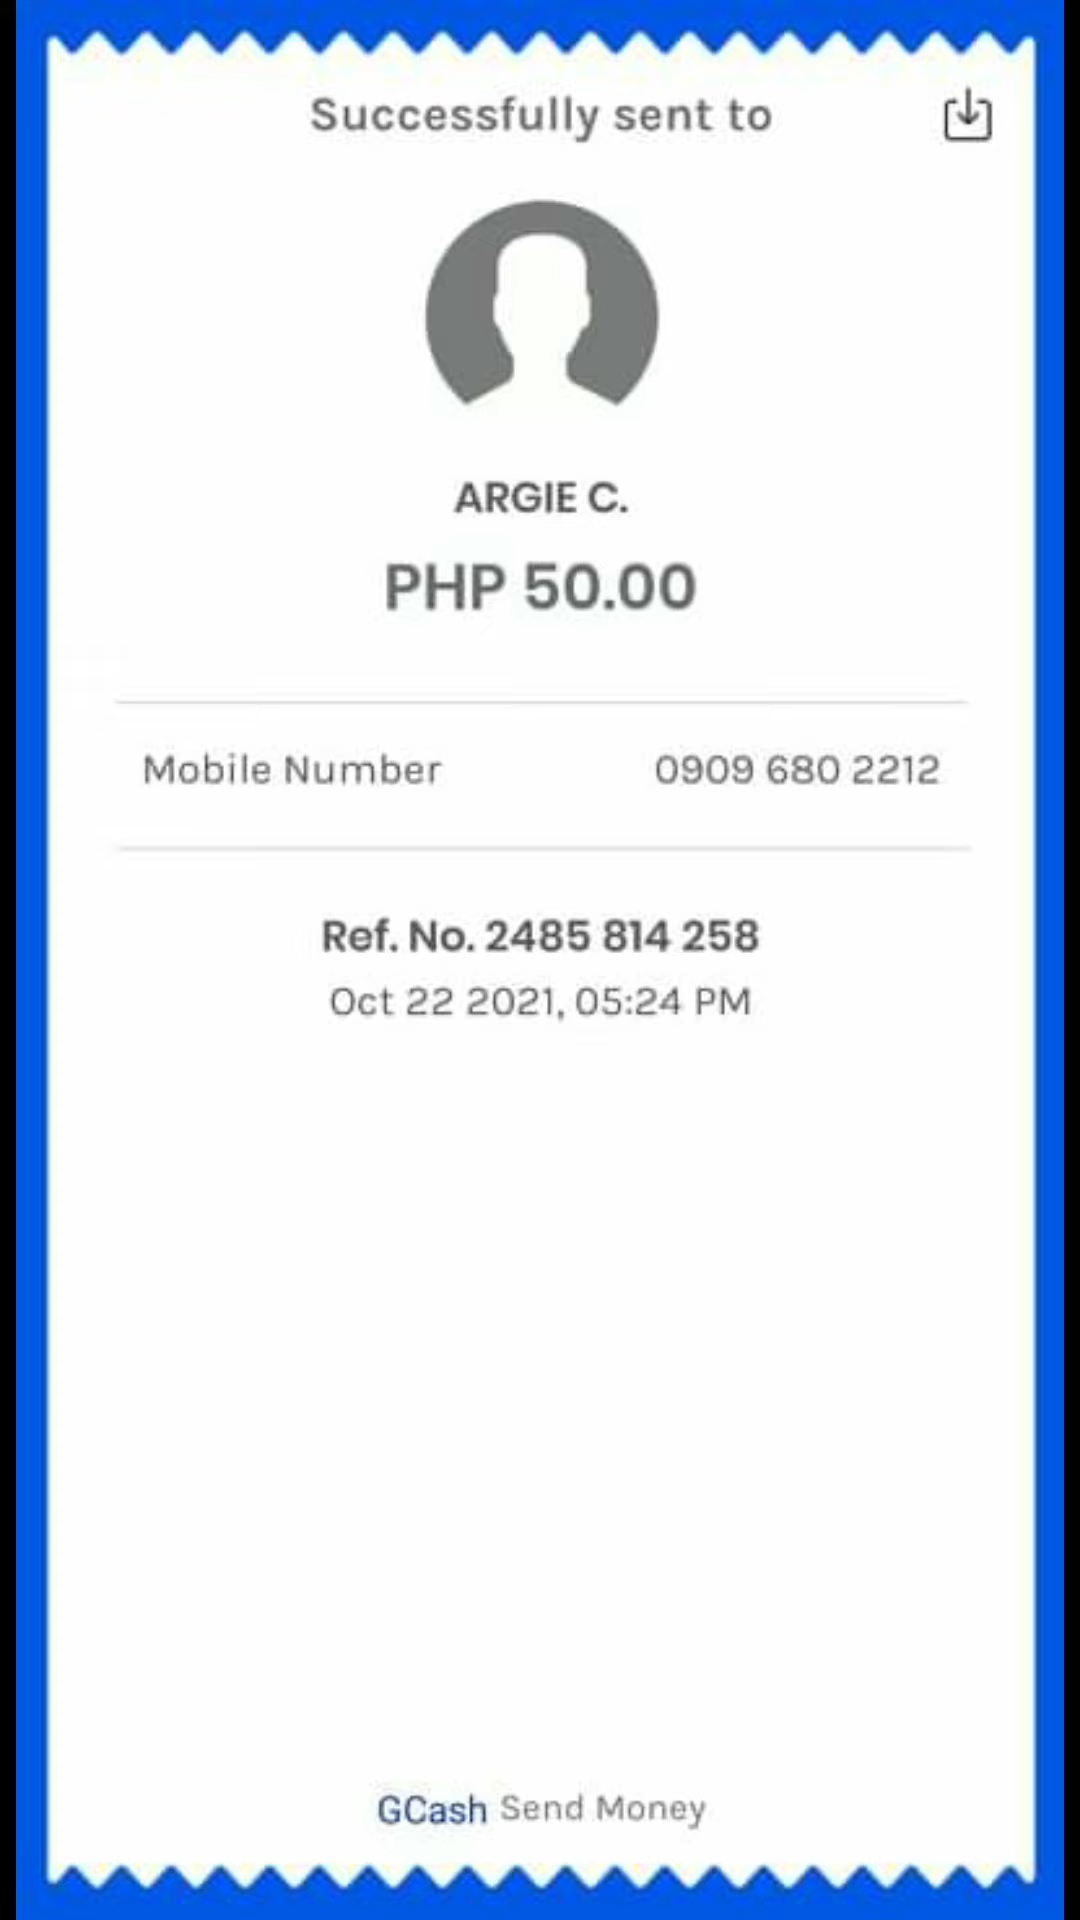 Successfully sent to
ARGIE C.
PHP 50.00
Mobile Number 0909 680 2212
Ref. No. 2485 814 258
Oct 22 2021, 05:24 PM
GCash Send Money